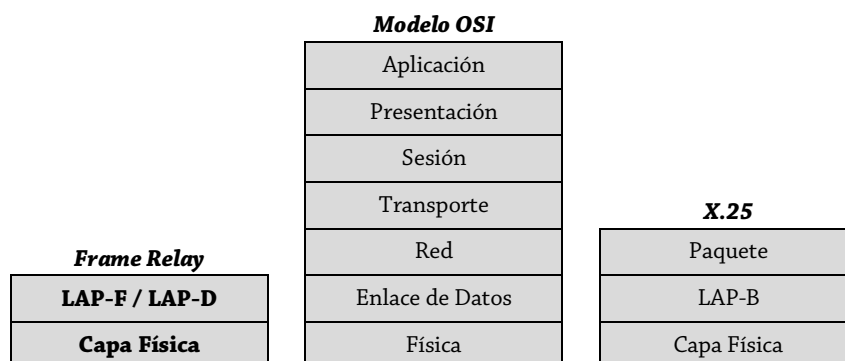 Modelo OSI
Aplicación
Presentación
Sesión
Transporte
Red
Enlace de Datos
Física
Frame Relay
LAP-F / LAP-D
Capa Física
X.25
Paquete
LAP-B
Capa Física